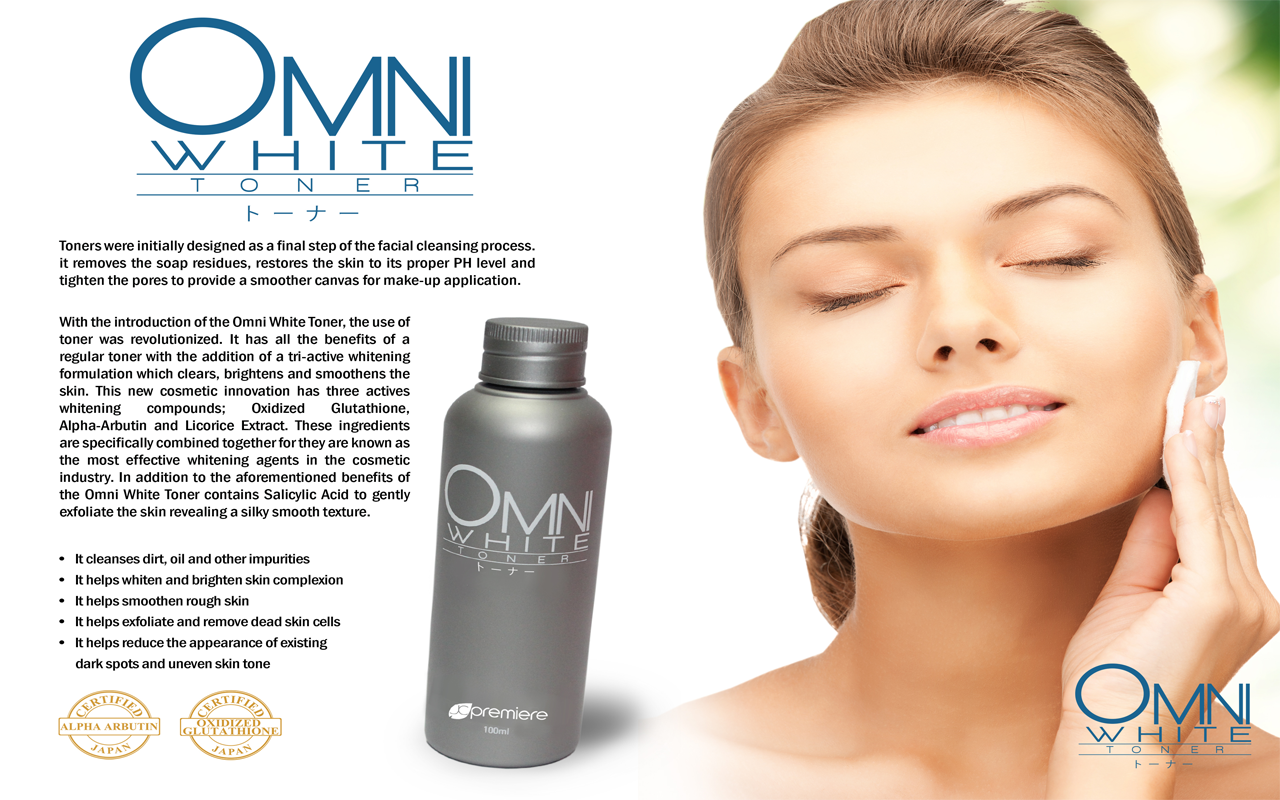 OMNI
WHITE
TONER
トーナー
Toners were initially designed as a final step of the facial cleansing process.
it removes the soap residues, restores the skin to its proper PH level and
tighten the pores to provide a smoother canvas for make-up application.
With the introduction of the Omni White Toner, the use of
toner was revolutionized. It has all the benefits of a
regular toner with the addition of a tri-active whitening
formulation which clears, brightens and smoothens the
skin. This new cosmetic innovation has three actives
whitening compounds; Oxidized Glutathione,
Alpha-Arbutin and Licorice Extract. These ingredients
are specifically combined together for they are known as
the most effective whitening agents in the cosmetic
industry. In addition to the aforementioned benefits of
the Omni White Toner contains Salicylic Acid to gently
exfoliate the skin revealing a silky smooth texture.
• It cleanses dirt, oil and other impurities
• It helps whiten and brighten skin complexion
• It helps smoothen rough skin
• It helps exfoliate and remove dead skin cells
• It helps reduce the appearance of existing
dark spots and uneven skin tone
CERTIFIED
ALPHA ARBUTIN
JAPAN
CERTIFIED
OXIDIZED
GLUTATHIONE
JAPAN
OMNI
WHITE
TONER
トーナー
JC premiere
100ml
OMNI
WHITE
TONER
トーナー